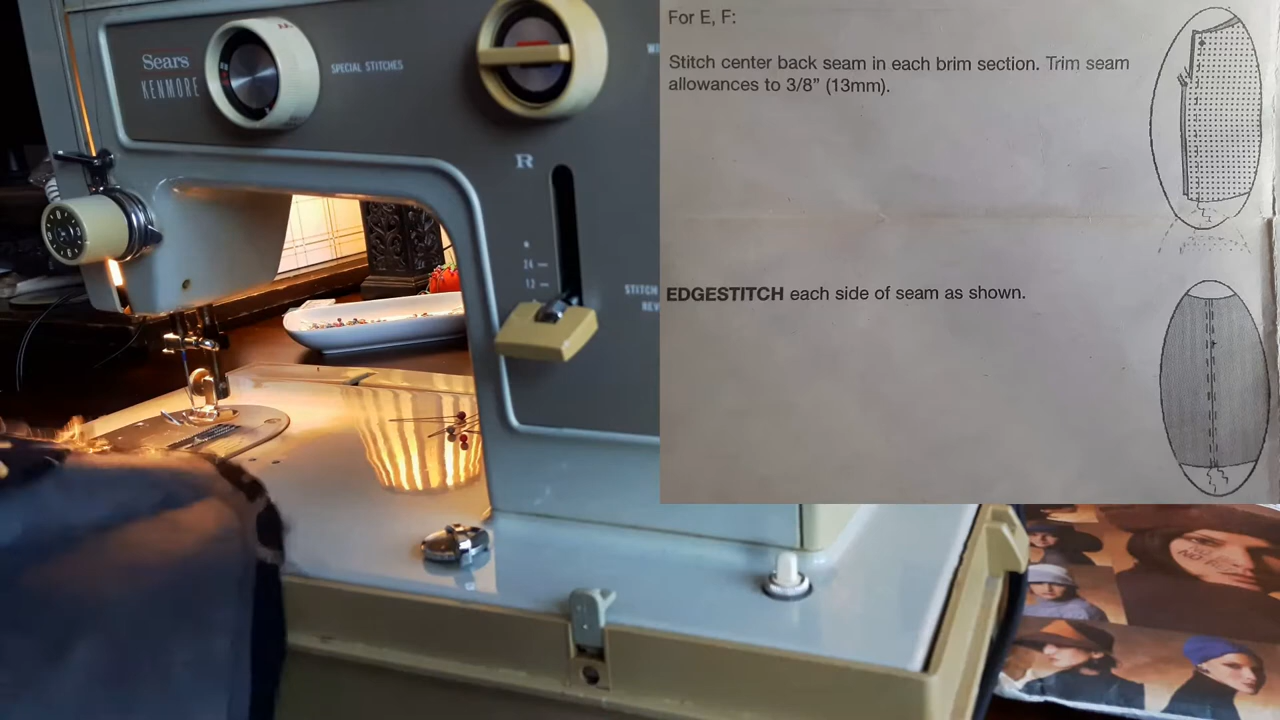 Sears
KENMORE
SPECIAL STITCHES
R
24
12
STITCH
For E, F:
Stitch center back seam in each brim section. Trim seam
allowances to 3/8" (13mm).
EDGESTITCH each side of seam as shown.